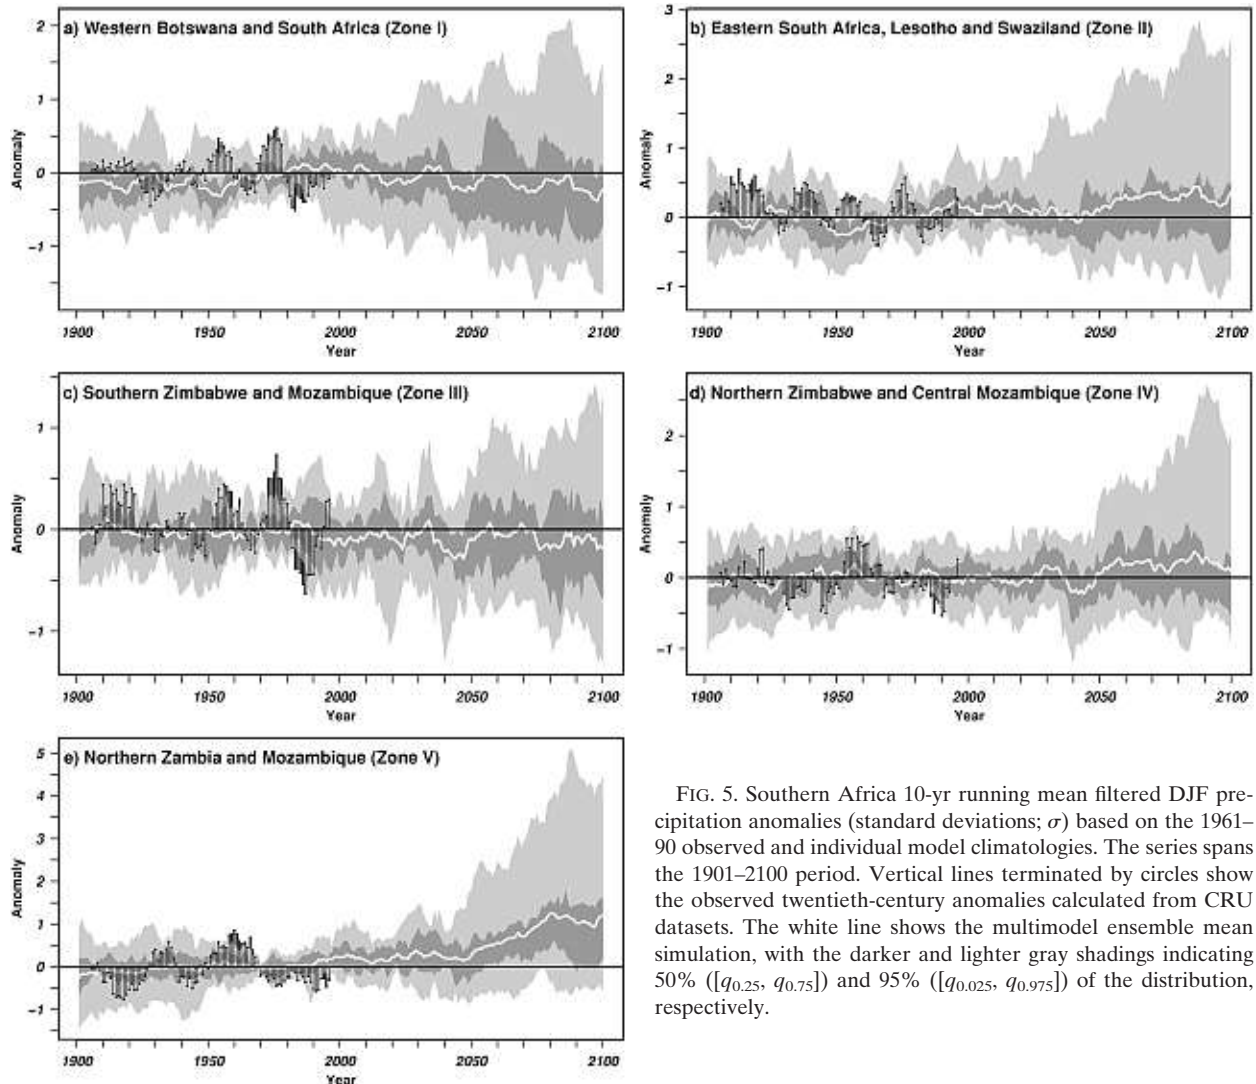 a) Western Botswana and South Africa (Zone I)
2
1
0
-1
Anomaly
1900
1950
2000
2050
2100
Year
b) Eastern South Africa, Lesotho and Swaziland (Zone II)
3
2
1
0
-1
Anomaly
1900
1950
2000
2050
2100
Year
c) Southern Zimbabwe and Mozambique (Zone III)
1
0
-1
Anomaly
1900
1950
2000
2050
2100
Year
d) Northern Zimbabwe and Central Mozambique (Zone IV)
2
1
0
-1
Anomaly
1900
1950
2000
2050
2100
Year
e) Northern Zambia and Mozambique (Zone V)
5
4
3
2
1
0
-1
Anomaly
1900
1950
2000
2050
2100
Year
FIG. 5. Southern Africa 10-yr running mean filtered DJF pre-
cipitation anomalies (standard deviations; σ) based on the 1961–
90 observed and individual model climatologies. The series spans
the 1901–2100 period. Vertical lines terminated by circles show
the observed twentieth-century anomalies calculated from CRU
datasets. The white line shows the multimodel ensemble mean
simulation, with the darker and lighter gray shadings indicating
50% ([q0.25, q0.75]) and 95% ([q0.025, q0.975]) of the distribution,
respectively.